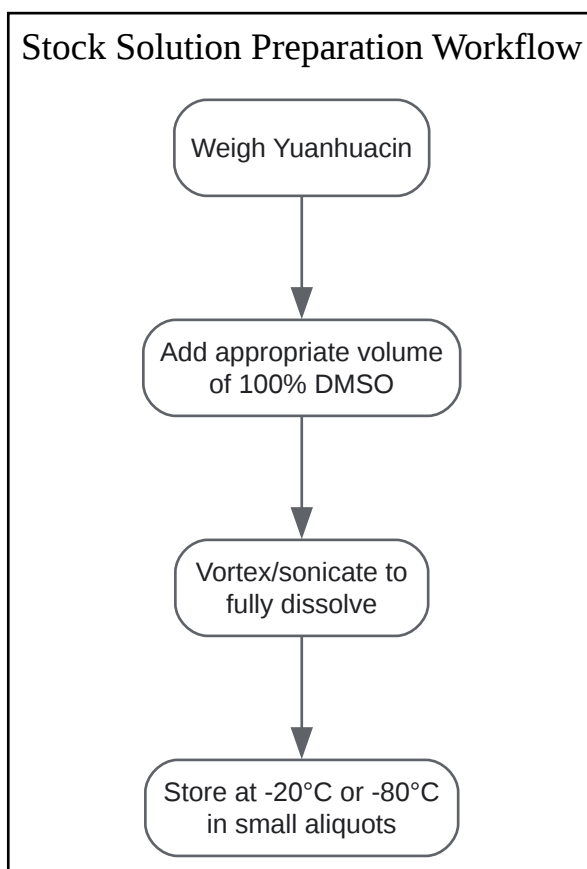 Stock Solution Preparation Workflow
Weigh Yuanhuacin
Add appropriate volume
of 100% DMSO
Vortex/sonicate to
fully dissolve
Store at -20°C or -80°C
in small aliquots